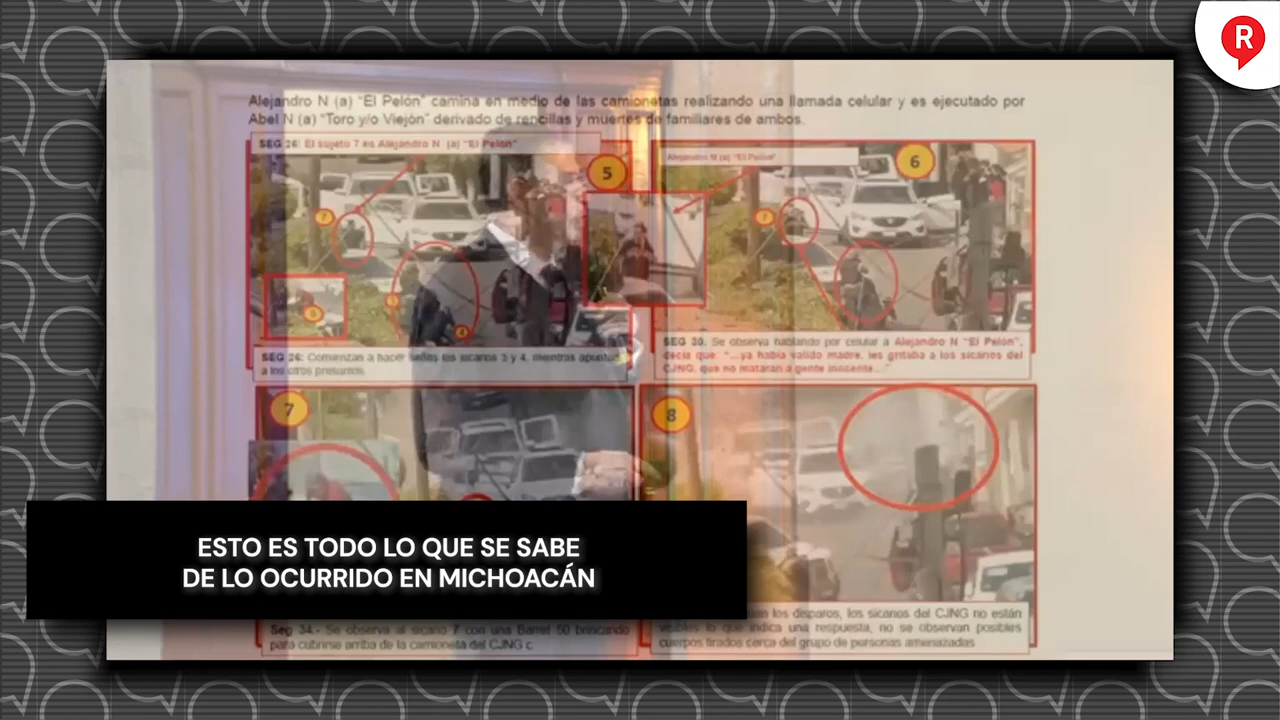 R
Alejandro N (a) "El Pelón" camina en medio de las camionetas realizando una llamada celular y es ejecutado por
Abel N (a) "Toro y/o Viejón" derivado de rencillas y muertes de familiares de ambos.
SEG 26: El sujeto 7 es Alejandro N (a) "El Pelón"
5
Alejandro N (a) "El Pelón"
6
7
7
SEG 26: Comienzan a hacer señas los sicarios 3 y 4, mientras apuntan
a los otros presuntos.
SEG 30. Se observa hablando por celular a Alejandro N "El Pelón",
decía que: "...ya había valido madre, les gritaba a los sicarios del
CJNG, que no mataran a gente inocente..."
7
8
ESTO ES TODO LO QUE SE SABE
DE LO OCURRIDO EN MICHOACÁN
los disparos, los sicarios del CJNG no están
visibles lo que indica una respuesta, no se observan posibles
cuerpos tirados cerca del grupo de personas amenazadas
Seg 34.- Se observa al sicario 7 con una Barret 50 brincando
para cubrirse arriba de la camioneta del CJNG